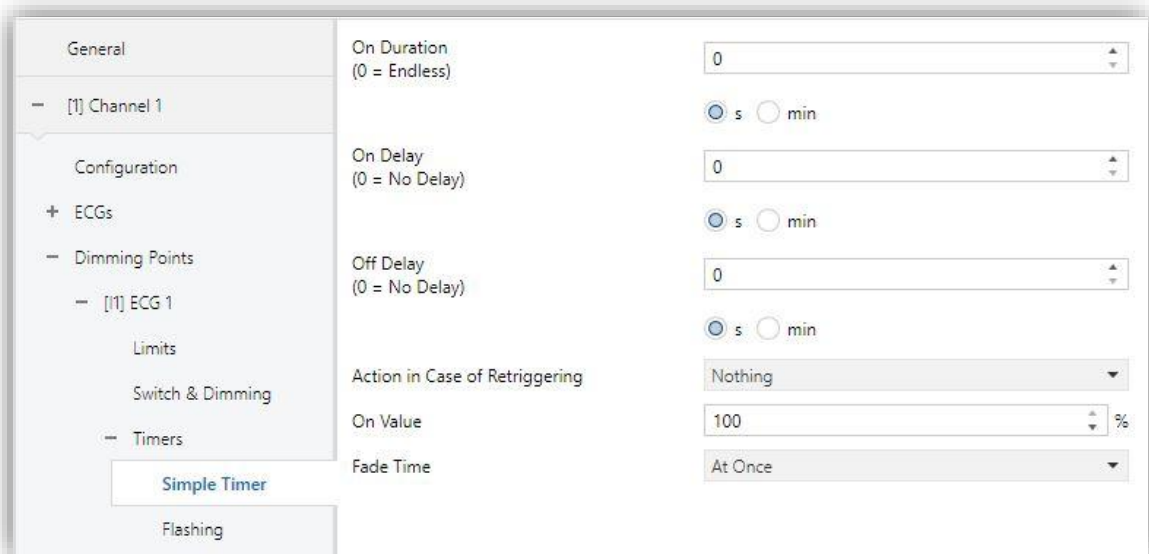 General
[1] Channel 1
Configuration
ECGs
Dimming Points
[I1] ECG 1
Limits
Switch & Dimming
Timers
Simple Timer
Flashing
On Duration
(0 = Endless)
0
s min
On Delay
(0 = No Delay)
0
s min
Off Delay
(0 = No Delay)
0
s min
Action in Case of Retriggering Nothing
On Value 100 %
Fade Time At Once